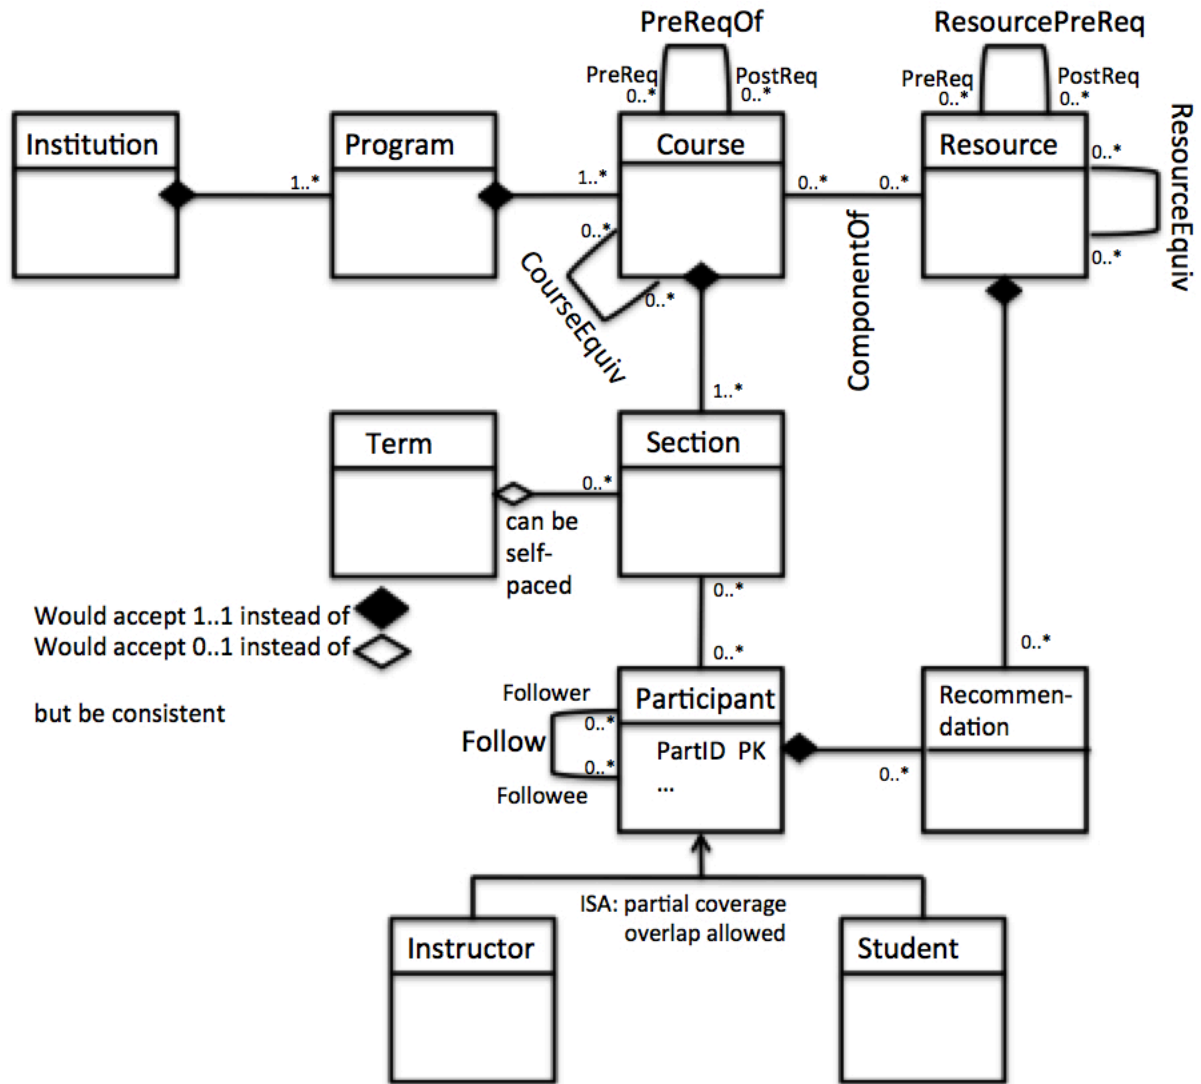 PreReqOf
ResourcePreReq
PreReq
PostReq
0..*
0..*
PreReq
PostReq
0..*
0..*
Institution
Program
Course
Resource
ResourceEquiv
0..*
0..*
1..*
1..*
0..*
0..*
ComponentOf
0..*
0..*
CourseEquiv
1..*
Term
Section
0..*
can be
self-
paced
0..*
Would accept 1..1 instead of
Would accept 0..1 instead of
but be consistent
0..*
0..*
Follower
0..*
Follow
0..*
Followee
Participant
PartID PK
...
Recommen-
dation
0..*
ISA: partial coverage
overlap allowed
Instructor
Student